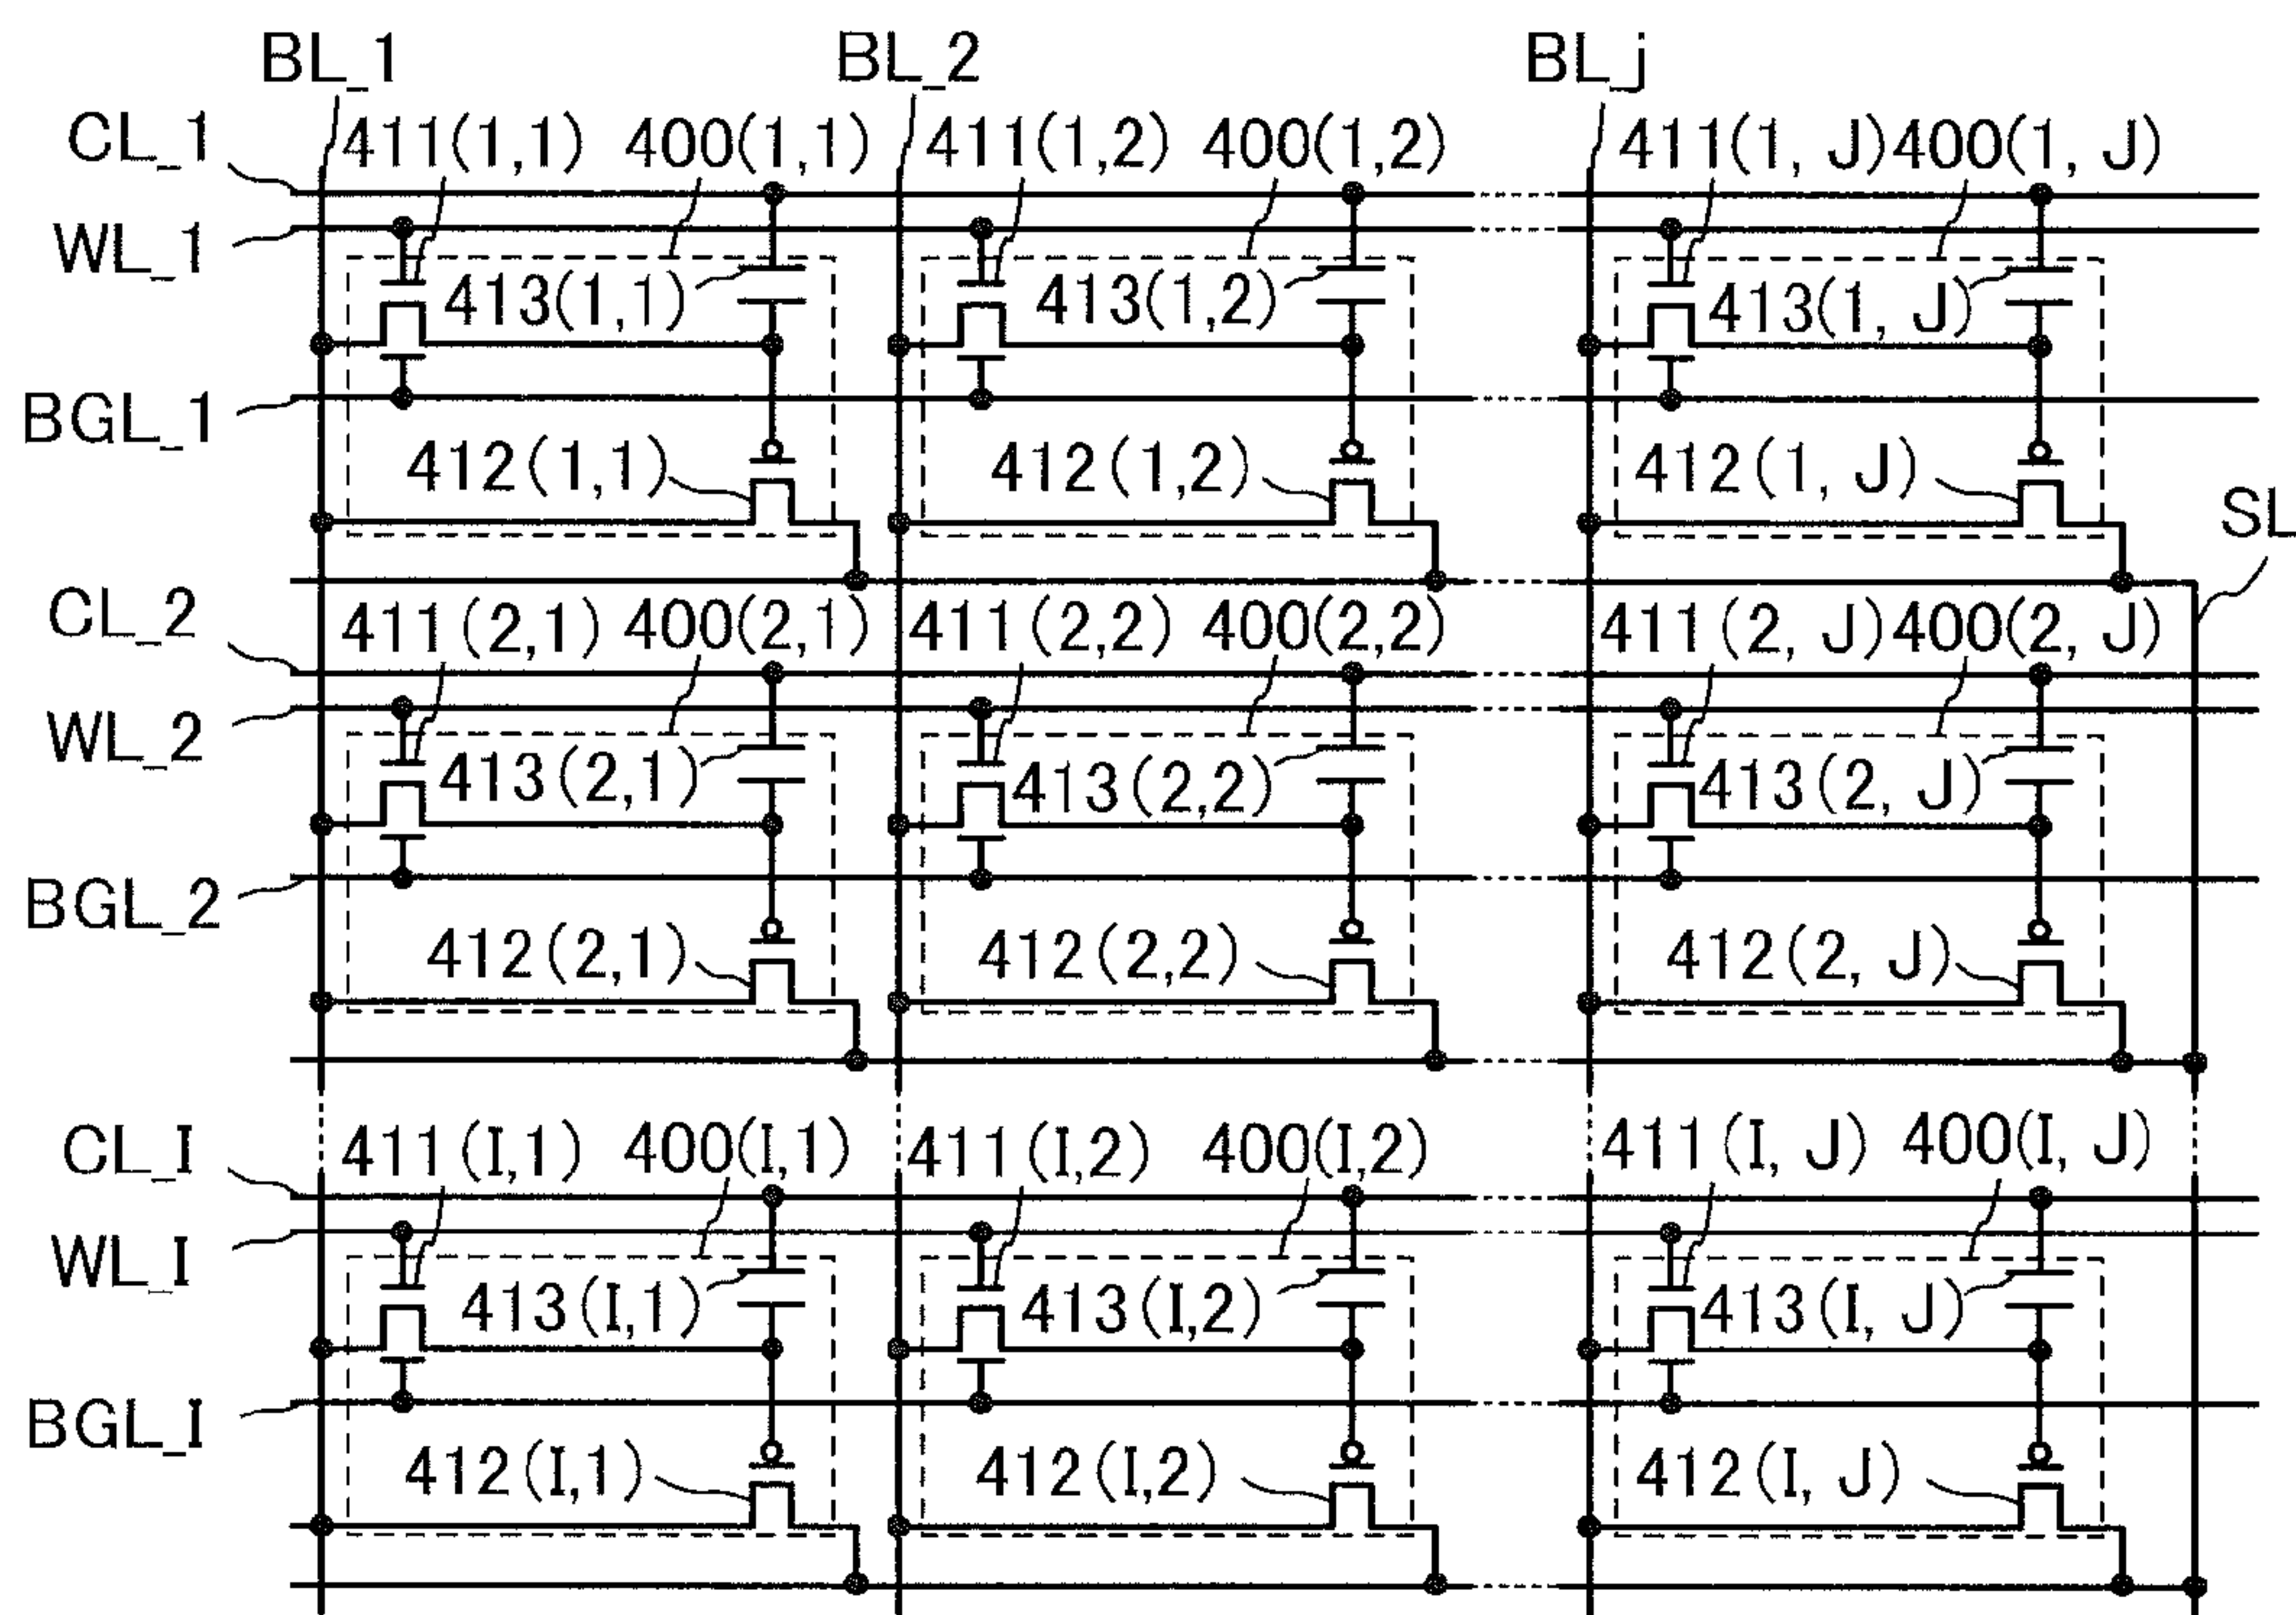 BL_1 BL_2 BL_j
CL_1 411(1,1) 400(1,1) 411(1,2) 400(1,2) 411(1, J) 400(1, J)
WL_1
413(1,1) 413(1,2) 413(1, J)
BGL_1
412(1,1) 412(1,2) 412(1, J)
SL
CL_2 411(2,1) 400(2,1) 411(2,2) 400(2,2) 411(2, J) 400(2, J)
WL_2
413(2,1) 413(2,2) 413(2, J)
BGL_2
412(2,1) 412(2,2) 412(2, J)
CL_I 411(I,1) 400(I,1) 411(I,2) 400(I,2) 411(I, J) 400(I, J)
WL_I
413(I,1) 413(I,2) 413(I, J)
BGL_I
412(I,1) 412(I,2) 412(I, J)